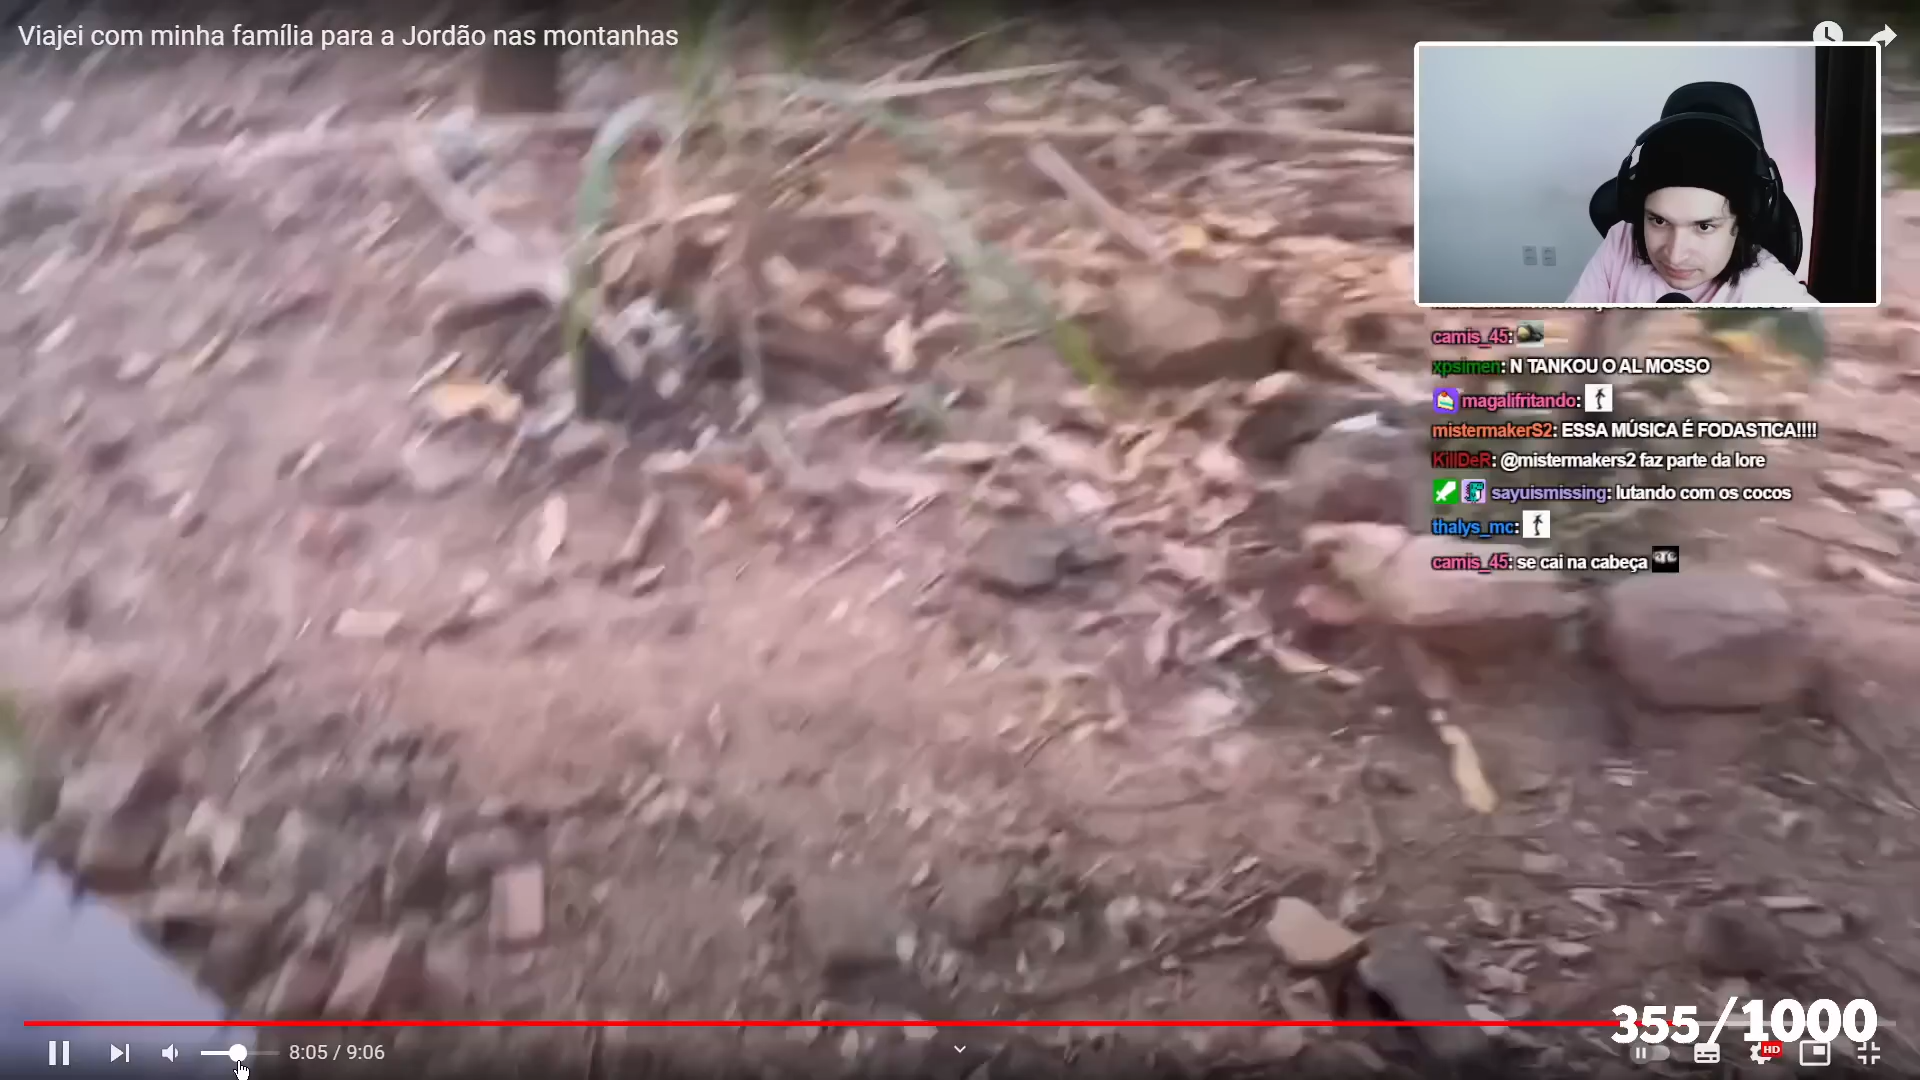 Viajei com minha família para a Jordão nas montanhas
camis_45:
xpsimen: N TANKOU O AL MOSSO
magalifritando:
mistermakerS2: ESSA MÚSICA É FODASTICA!!!!
KillDeR: @mistermakers2 faz parte da lore
sayuismissing: lutando com os cocos
thalys_mc:
camis_45: se cai na cabeça
355/1000
8:05 / 9:06
HD